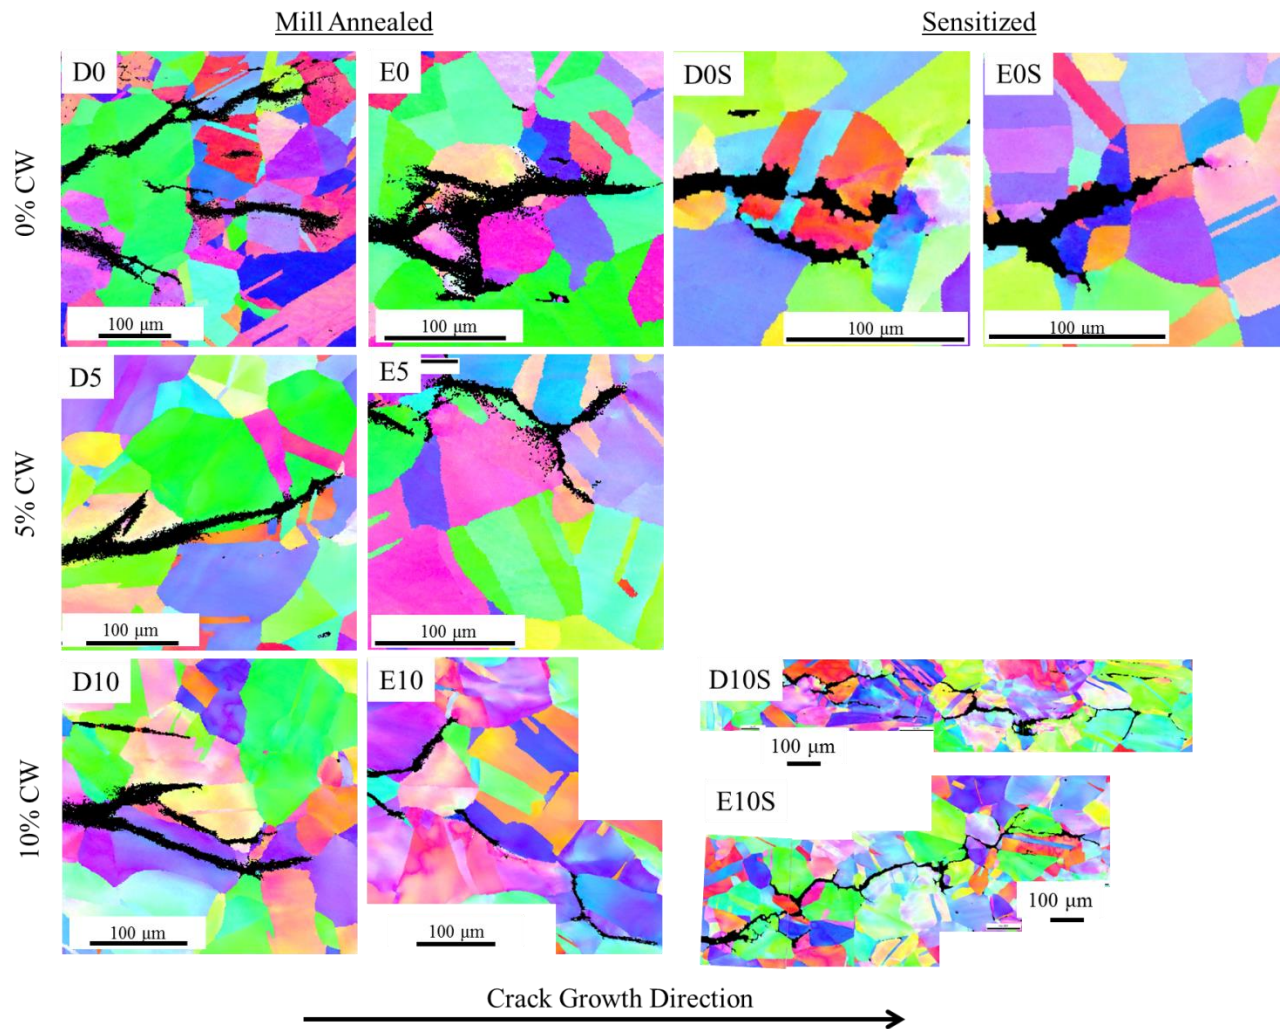 Mill Annealed
Sensitized
0% CW
D0
E0
D0S
E0S
100 µm
100 µm
100 µm
100 µm
5% CW
D5
E5
100 µm
100 µm
10% CW
D10
E10
D10S
100 µm
E10S
100 µm
100 µm
100 µm
Crack Growth Direction